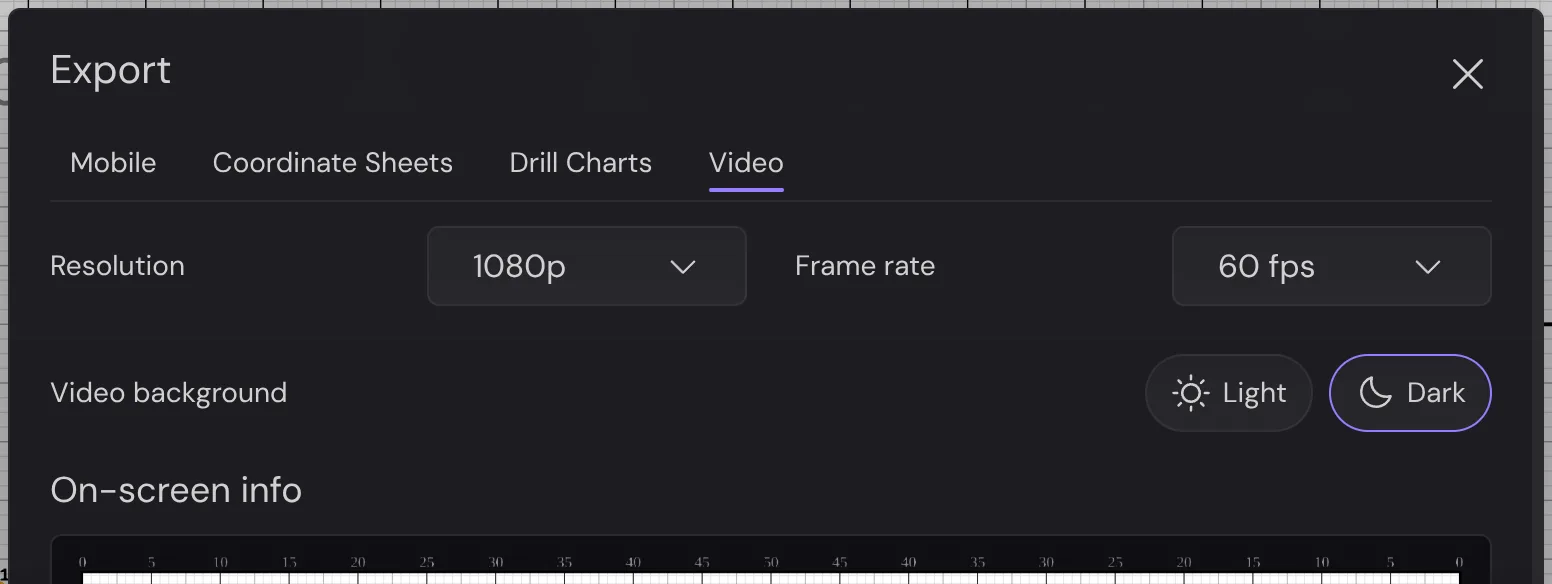 Export
Mobile Coordinate Sheets Drill Charts Video
Resolution 1080p Frame rate 60 fps
Video background Light Dark
On-screen info
0 5 10 15 20 25 30 35 40 45 50 45 40 35 30 25 20 15 10 5 0
1